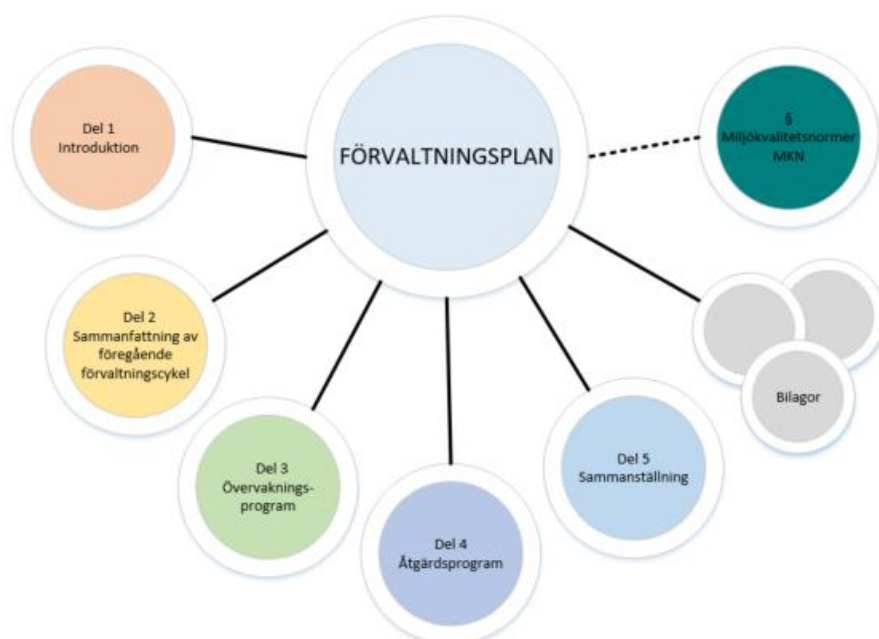 FÖRVALTNINGSPLAN
Del 1
Introduktion
Del 2
Sammanfattning av
föregående
förvaltningscykel
Del 3
Övervaknings-
program
Del 4
Åtgärdsprogram
Del 5
Sammanställning
Bilagor
§
Miljökvalitetsnormer
MKN